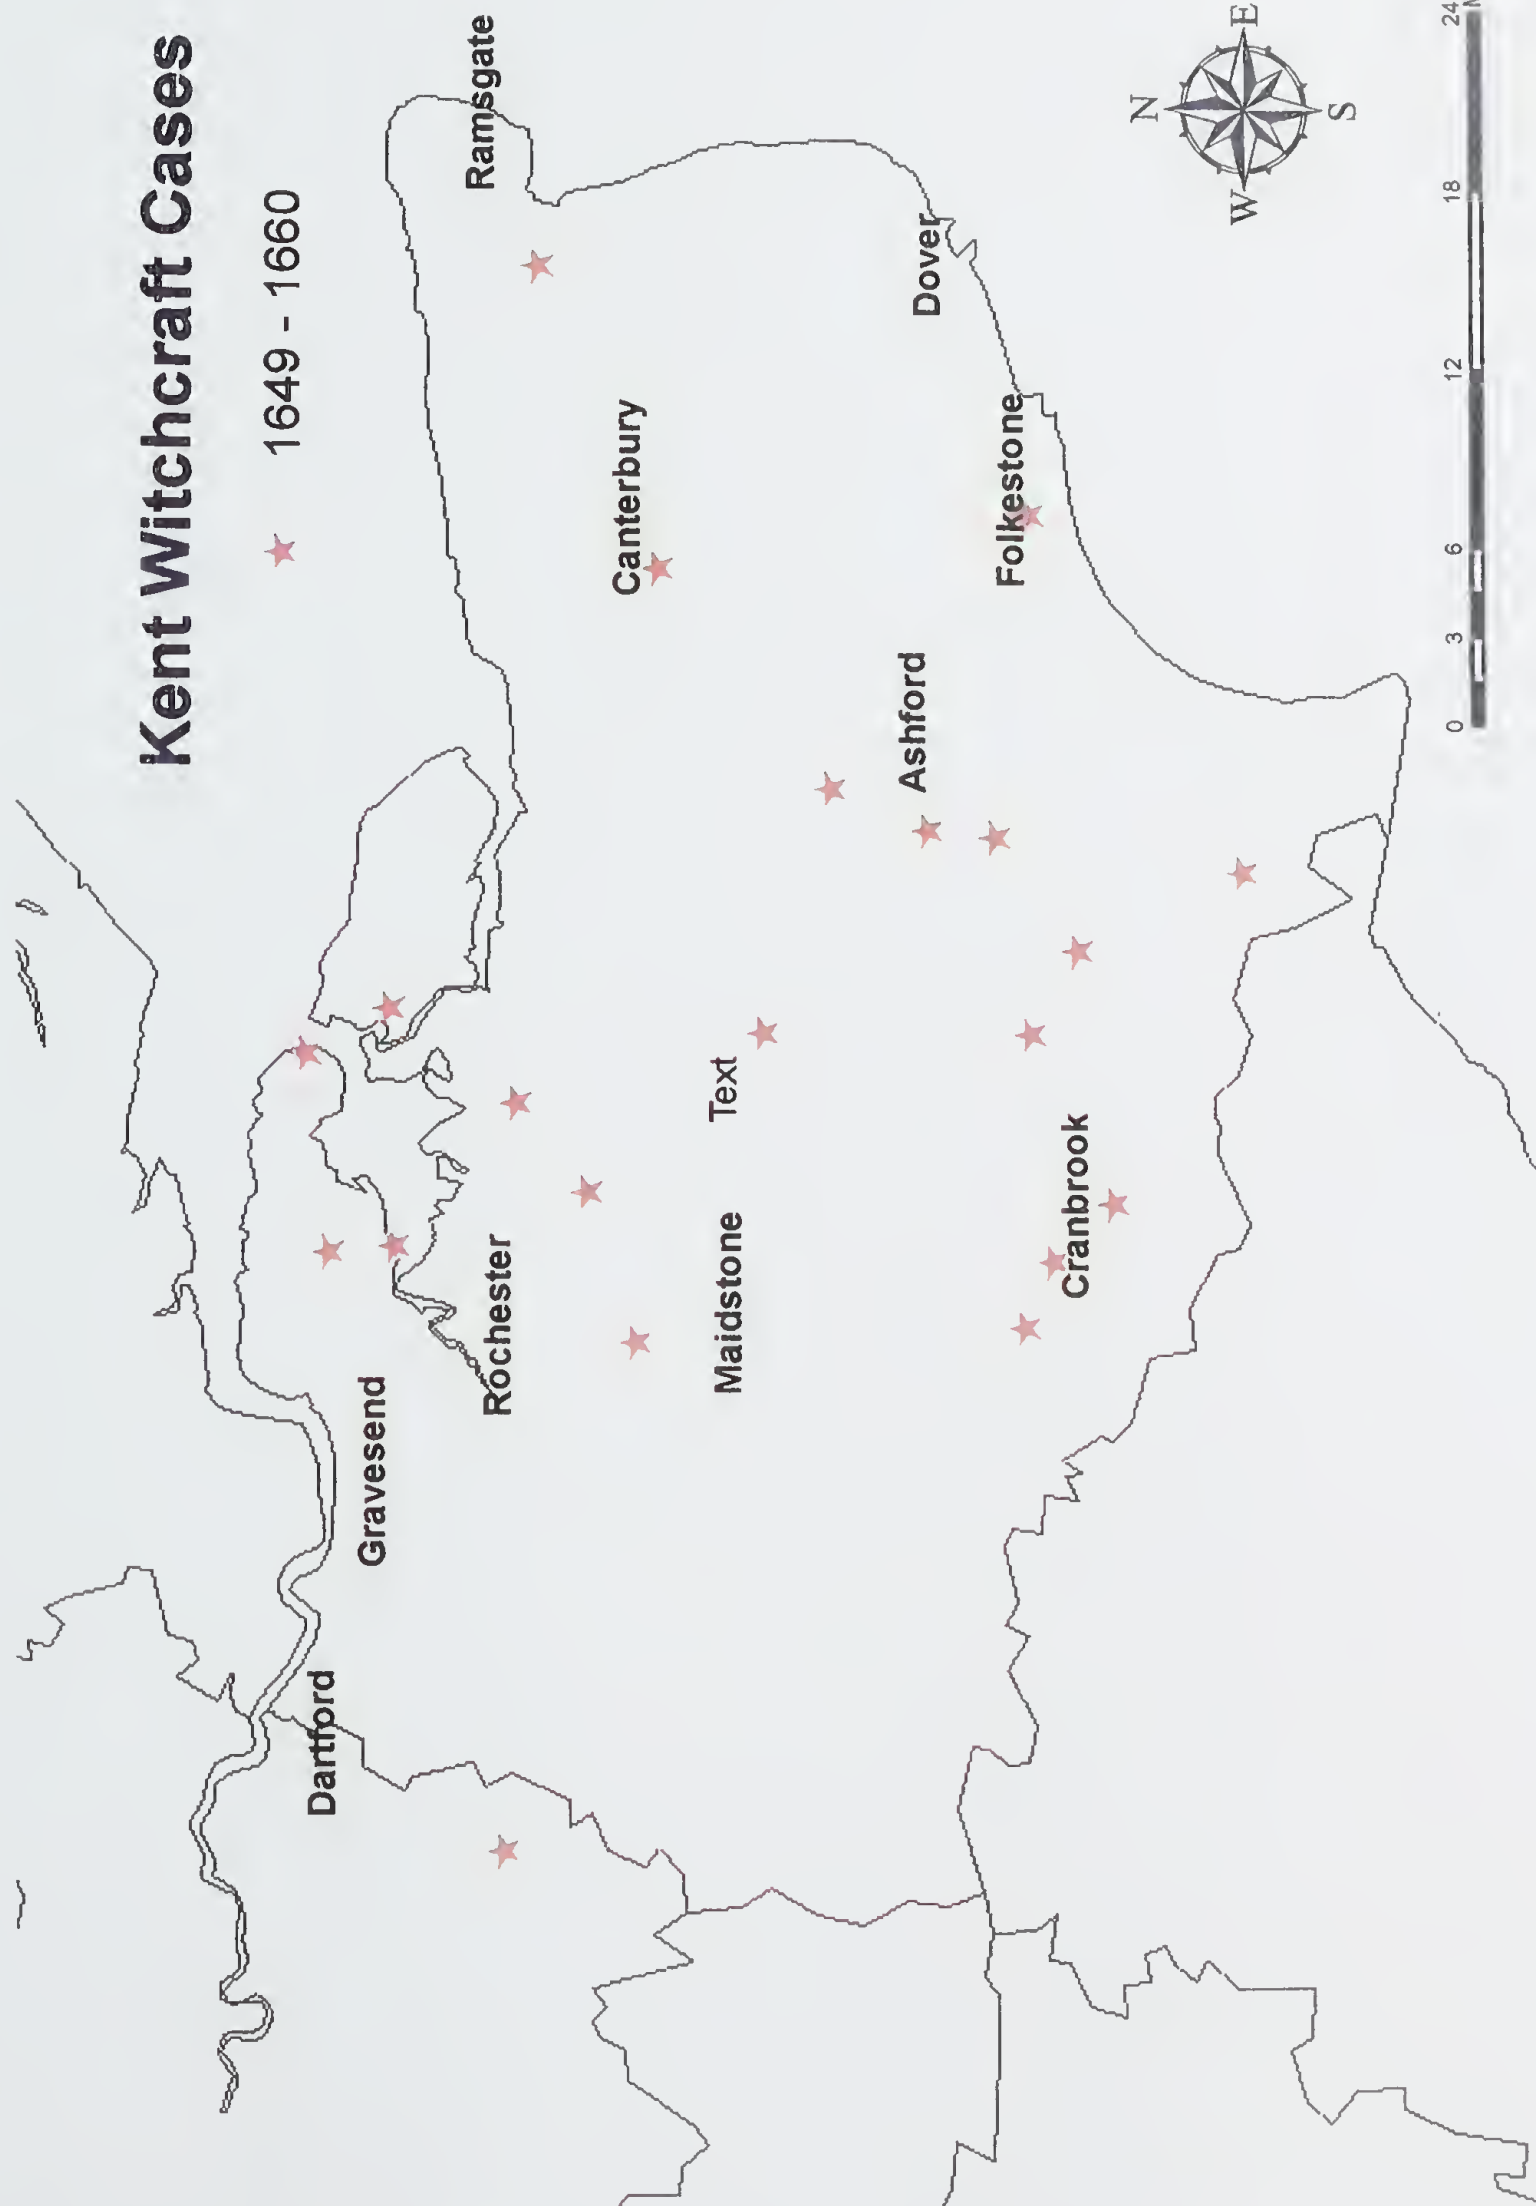 Kent Witchcraft Cases
1649 - 1660
Dartford
Gravesend
Rochester
Ramsgate
Canterbury
Maidstone
Text
Ashford
Dover
Folkestone
Cranbrook
N
W
E
S
0 3 6 12 18 24